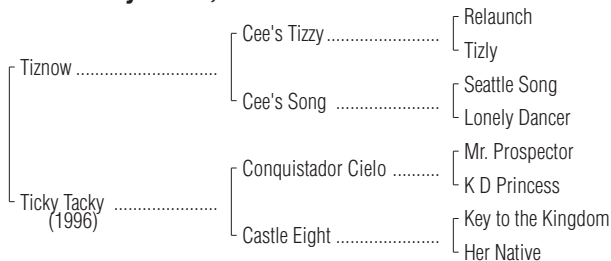 Relaunch
Cee's Tizzy .......................
Tizly
Tiznow .............................
Seattle Song
Cee's Song .....................
Lonely Dancer
Mr. Prospector
Conquistador Cielo ..........
K D Princess
Ticky Tacky .....................
(1996)
Key to the Kingdom
Castle Eight .....................
Her Native